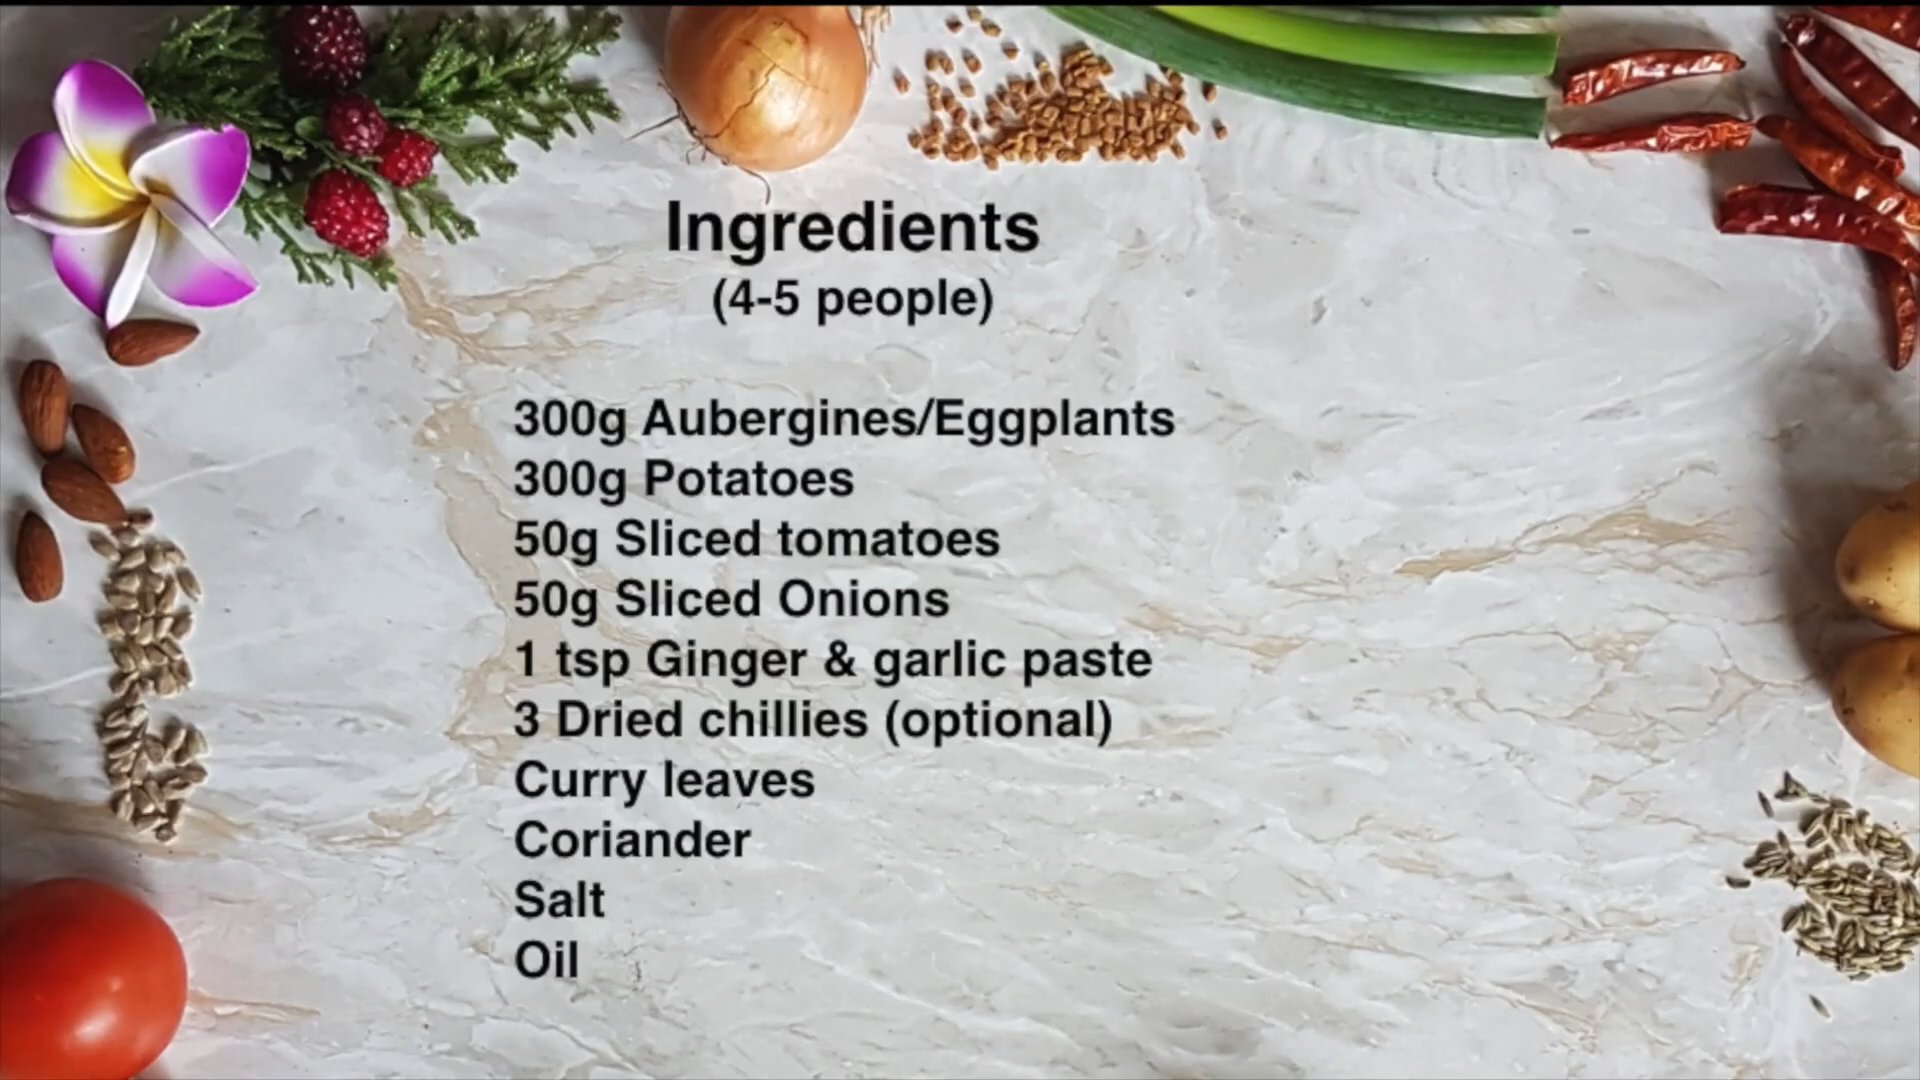 Ingredients
(4-5 people)
300g Aubergines/Eggplants
300g Potatoes
50g Sliced tomatoes
50g Sliced Onions
1 tsp Ginger & garlic paste
3 Dried chillies (optional)
Curry leaves
Coriander
Salt
Oil